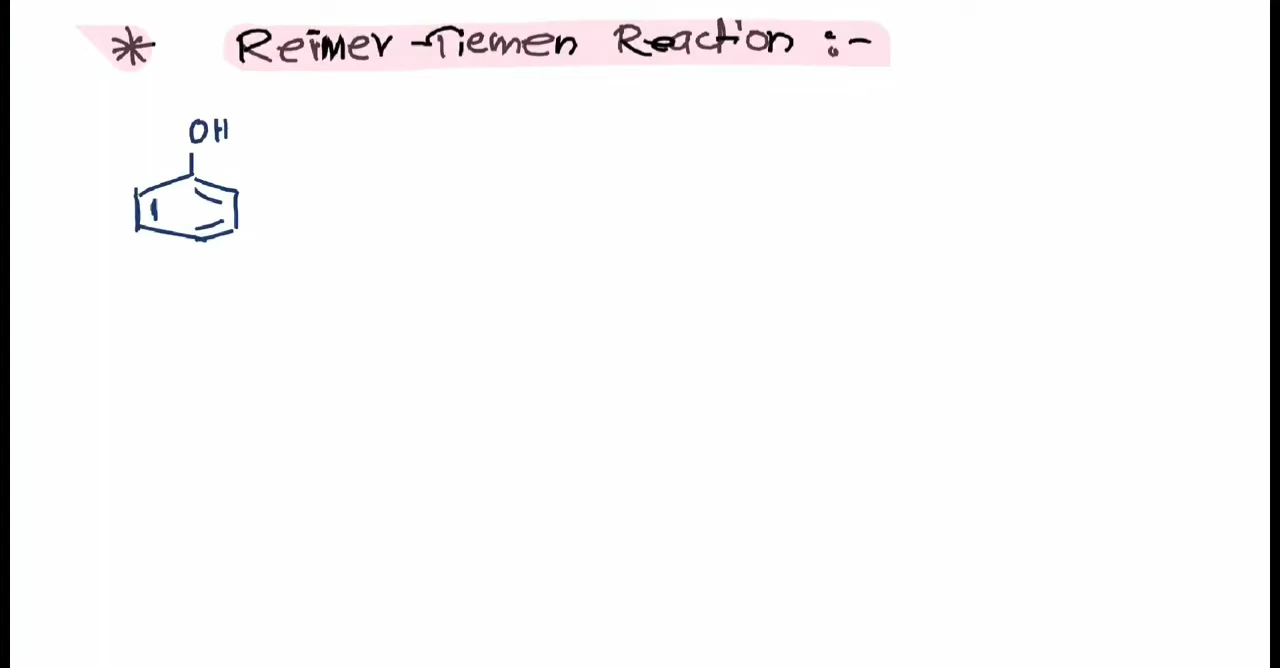 * Reimer-Tiemen Reaction :-
OH